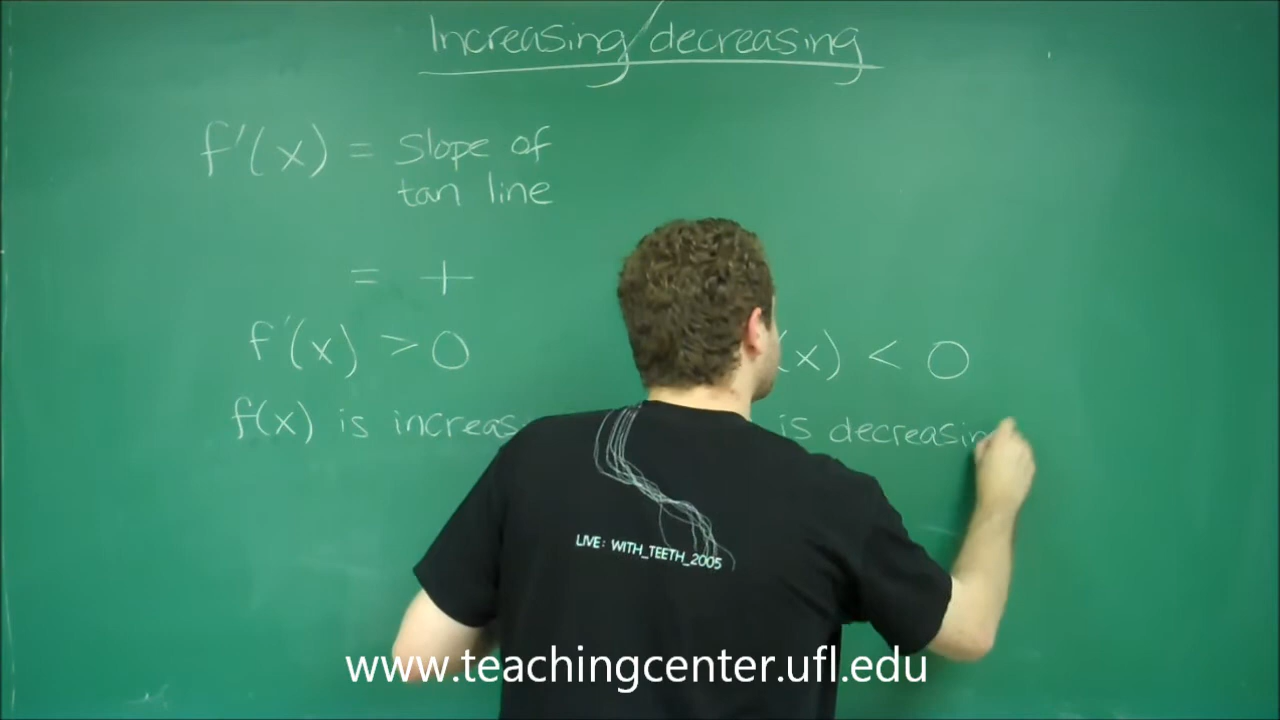 Increasing/decreasing
f'(x) = Slope of
tan line
= +
f'(x) > 0
(x) < 0
f(x) is increas
is decreasin
LIVE: WITH_TEETH_2005
www.teachingcenter.ufl.edu